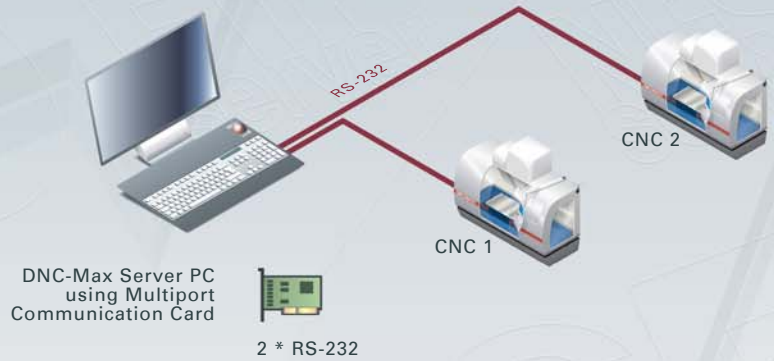 RS-232
CNC 2
CNC 1
DNC-Max Server PC
using Multiport
Communication Card
2 * RS-232